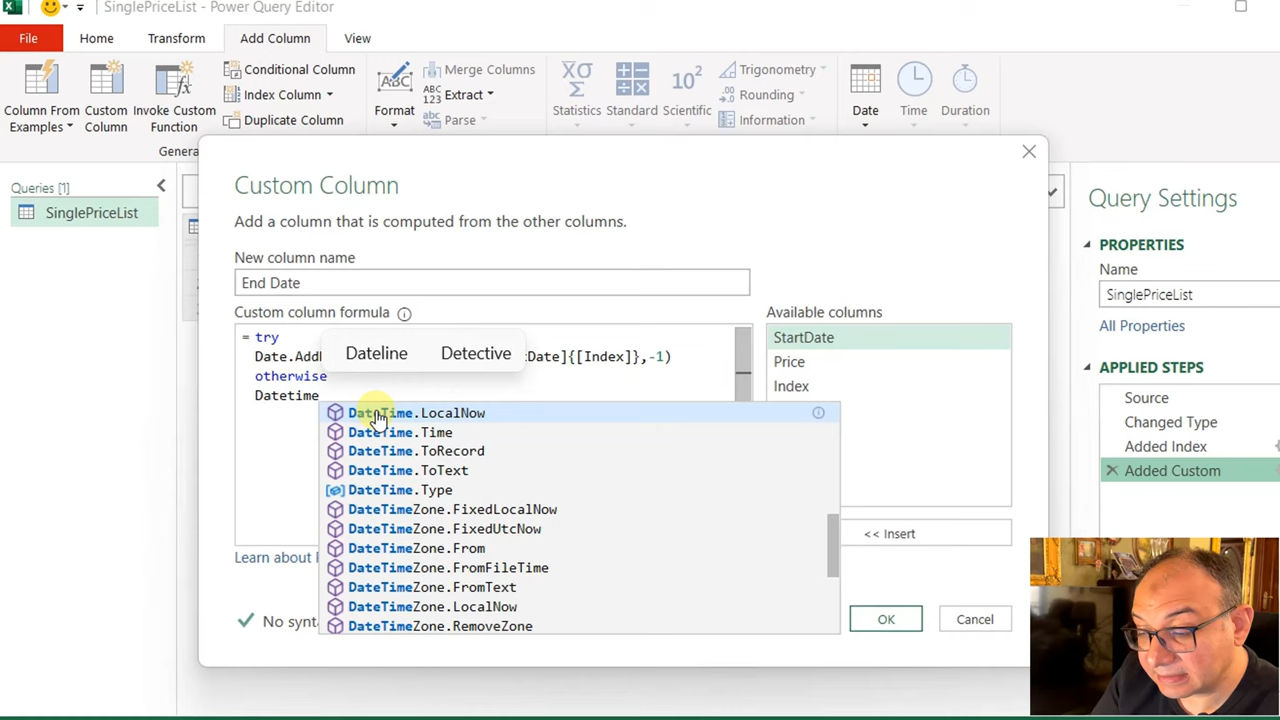 SinglePriceList - Power Query Editor
File Home Transform Add Column View
Column From Examples
Custom Column
Invoke Custom Function
Conditional Column
Index Column
Duplicate Column
Format
Merge Columns
Extract
Parse
Statistics
Standard
Scientific
Trigonometry
Rounding
Information
Date
Time
Duration
Queries [1]
SinglePriceList
Custom Column
Add a column that is computed from the other columns.
New column name
End Date
Custom column formula
= try
Dateline Detective
Date]{[Index]},-1)
otherwise
Datetime
DateTime.LocalNow
DateTime.Time
DateTime.ToRecord
DateTime.ToText
DateTime.Type
DateTimeZone.FixedLocalNow
DateTimeZone.FixedUtcNow
DateTimeZone.From
DateTimeZone.FromFileTime
DateTimeZone.FromText
DateTimeZone.LocalNow
DateTimeZone.RemoveZone
Available columns
StartDate
Price
Index
<< Insert
Learn about
No
OK
Cancel
Query Settings
PROPERTIES
Name
SinglePriceList
All Properties
APPLIED STEPS
Source
Changed Type
Added Index
Added Custom